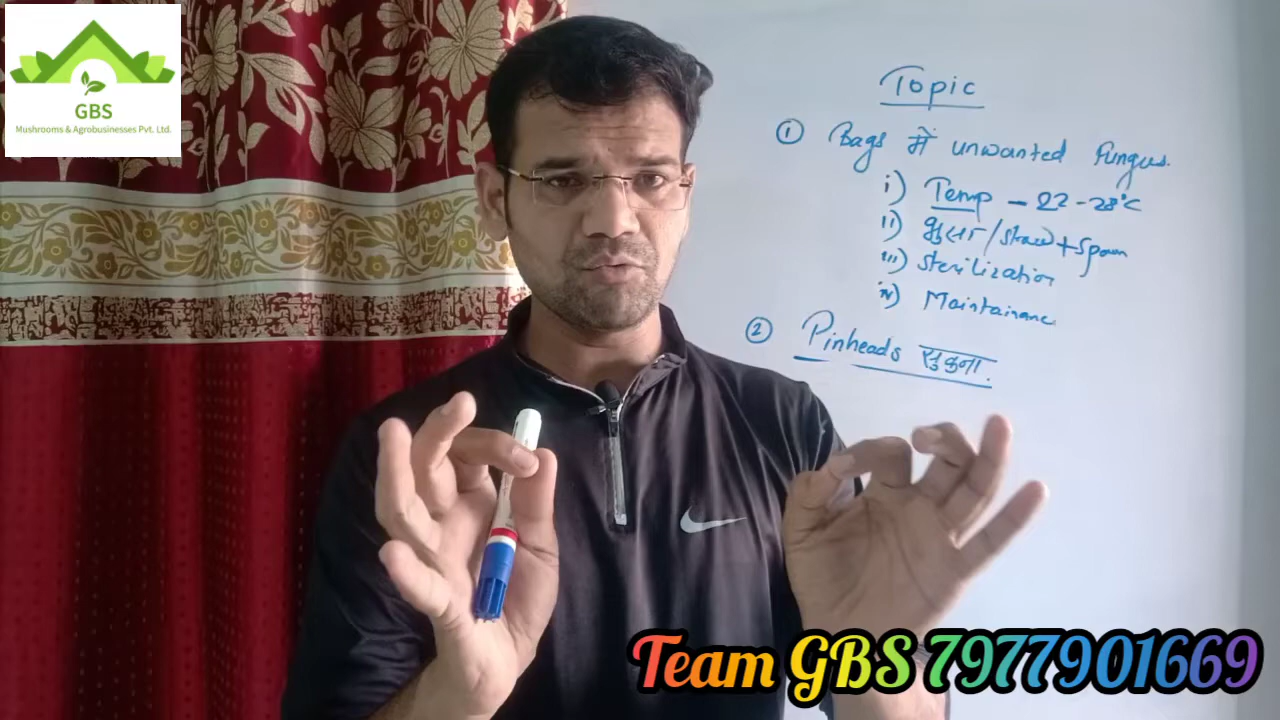 GBS
Mushrooms & Agrobusinesses Pvt. Ltd.
Topic
① Bags में unwanted Fungus.
i) Temp - 22-28°C
ii) भुसा/straw + Spawn
iii) Sterilization
iv) Maintainance
② Pinheads सुकना.
Team GBS 7977901669